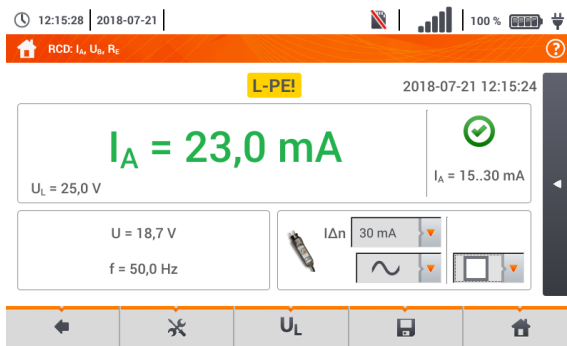 12:15:28 2018-07-21 100 %
RCD: IA, UB, RE ?
L-PE! 2018-07-21 12:15:24
IA = 23,0 mA
IA = 15..30 mA
UL = 25,0 V
U = 18,7 V
f = 50,0 Hz
IΔn 30 mA
UL